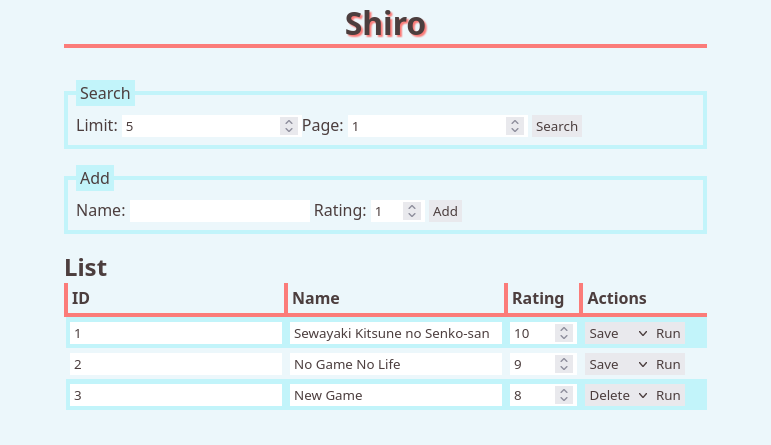 Shiro
Search
Limit: 5 Page: 1 Search
Add
Name: Rating: 1 Add
List
ID Name Rating Actions
1 Sewayaki Kitsune no Senko-san 10 Save Run
2 No Game No Life 9 Save Run
3 New Game 8 Delete Run